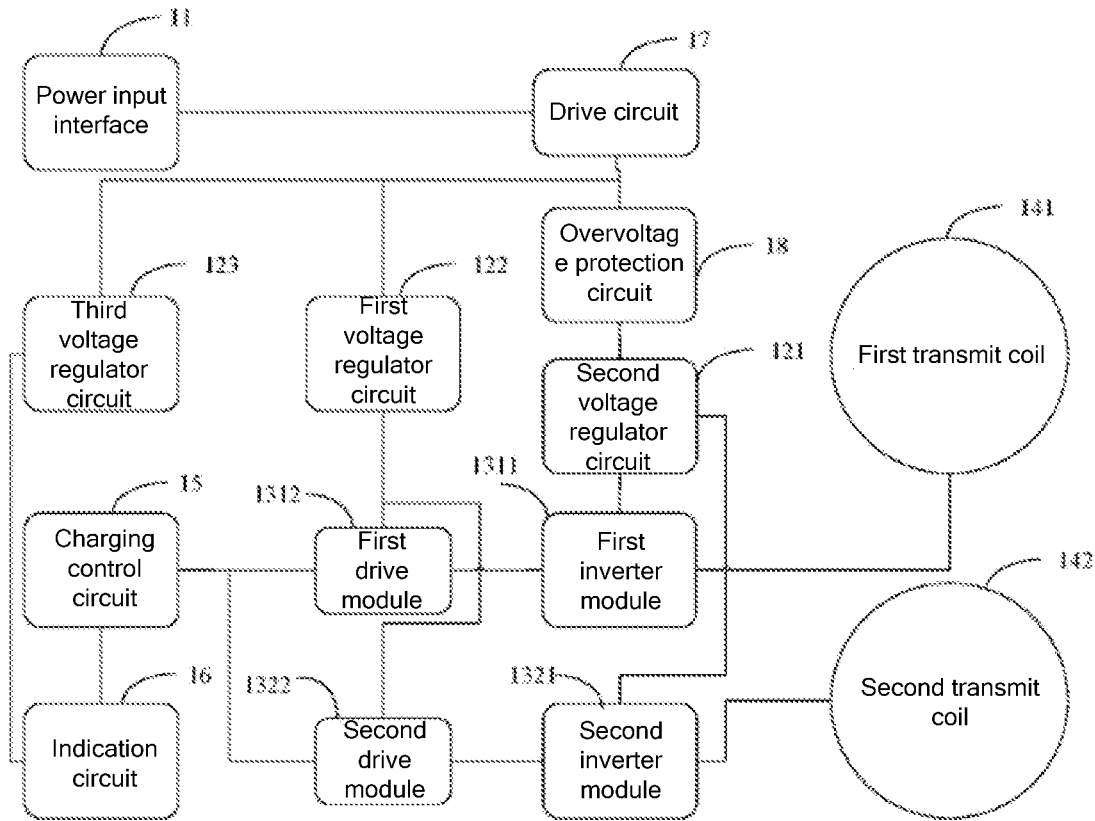 11
17
Power input
interface
Drive circuit
141
Overvoltag
e protection
circuit
18
123
122
Third
voltage
regulator
circuit
First
voltage
regulator
circuit
121
First transmit coil
Second
voltage
regulator
circuit
15
1312
1311
Charging
control
circuit
First
drive
module
First
inverter
module
142
16
1322
1321
Second transmit
coil
Indication
circuit
Second
drive
module
Second
inverter
module